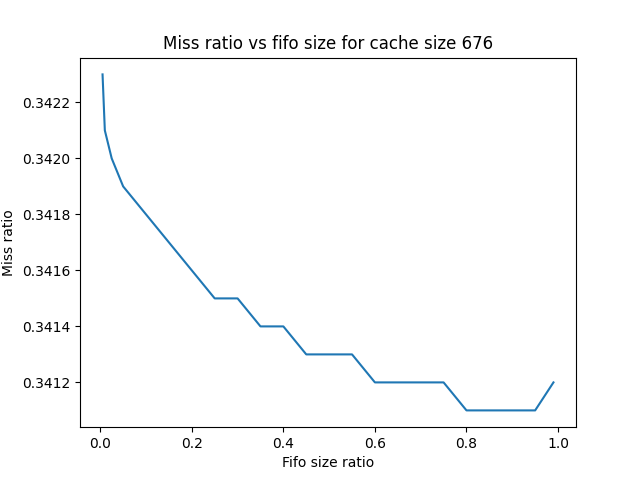 Miss ratio vs fifo size for cache size 676
Miss ratio
0.3422
0.3420
0.3418
0.3416
0.3414
0.3412
0.0 0.2 0.4 0.6 0.8 1.0
Fifo size ratio